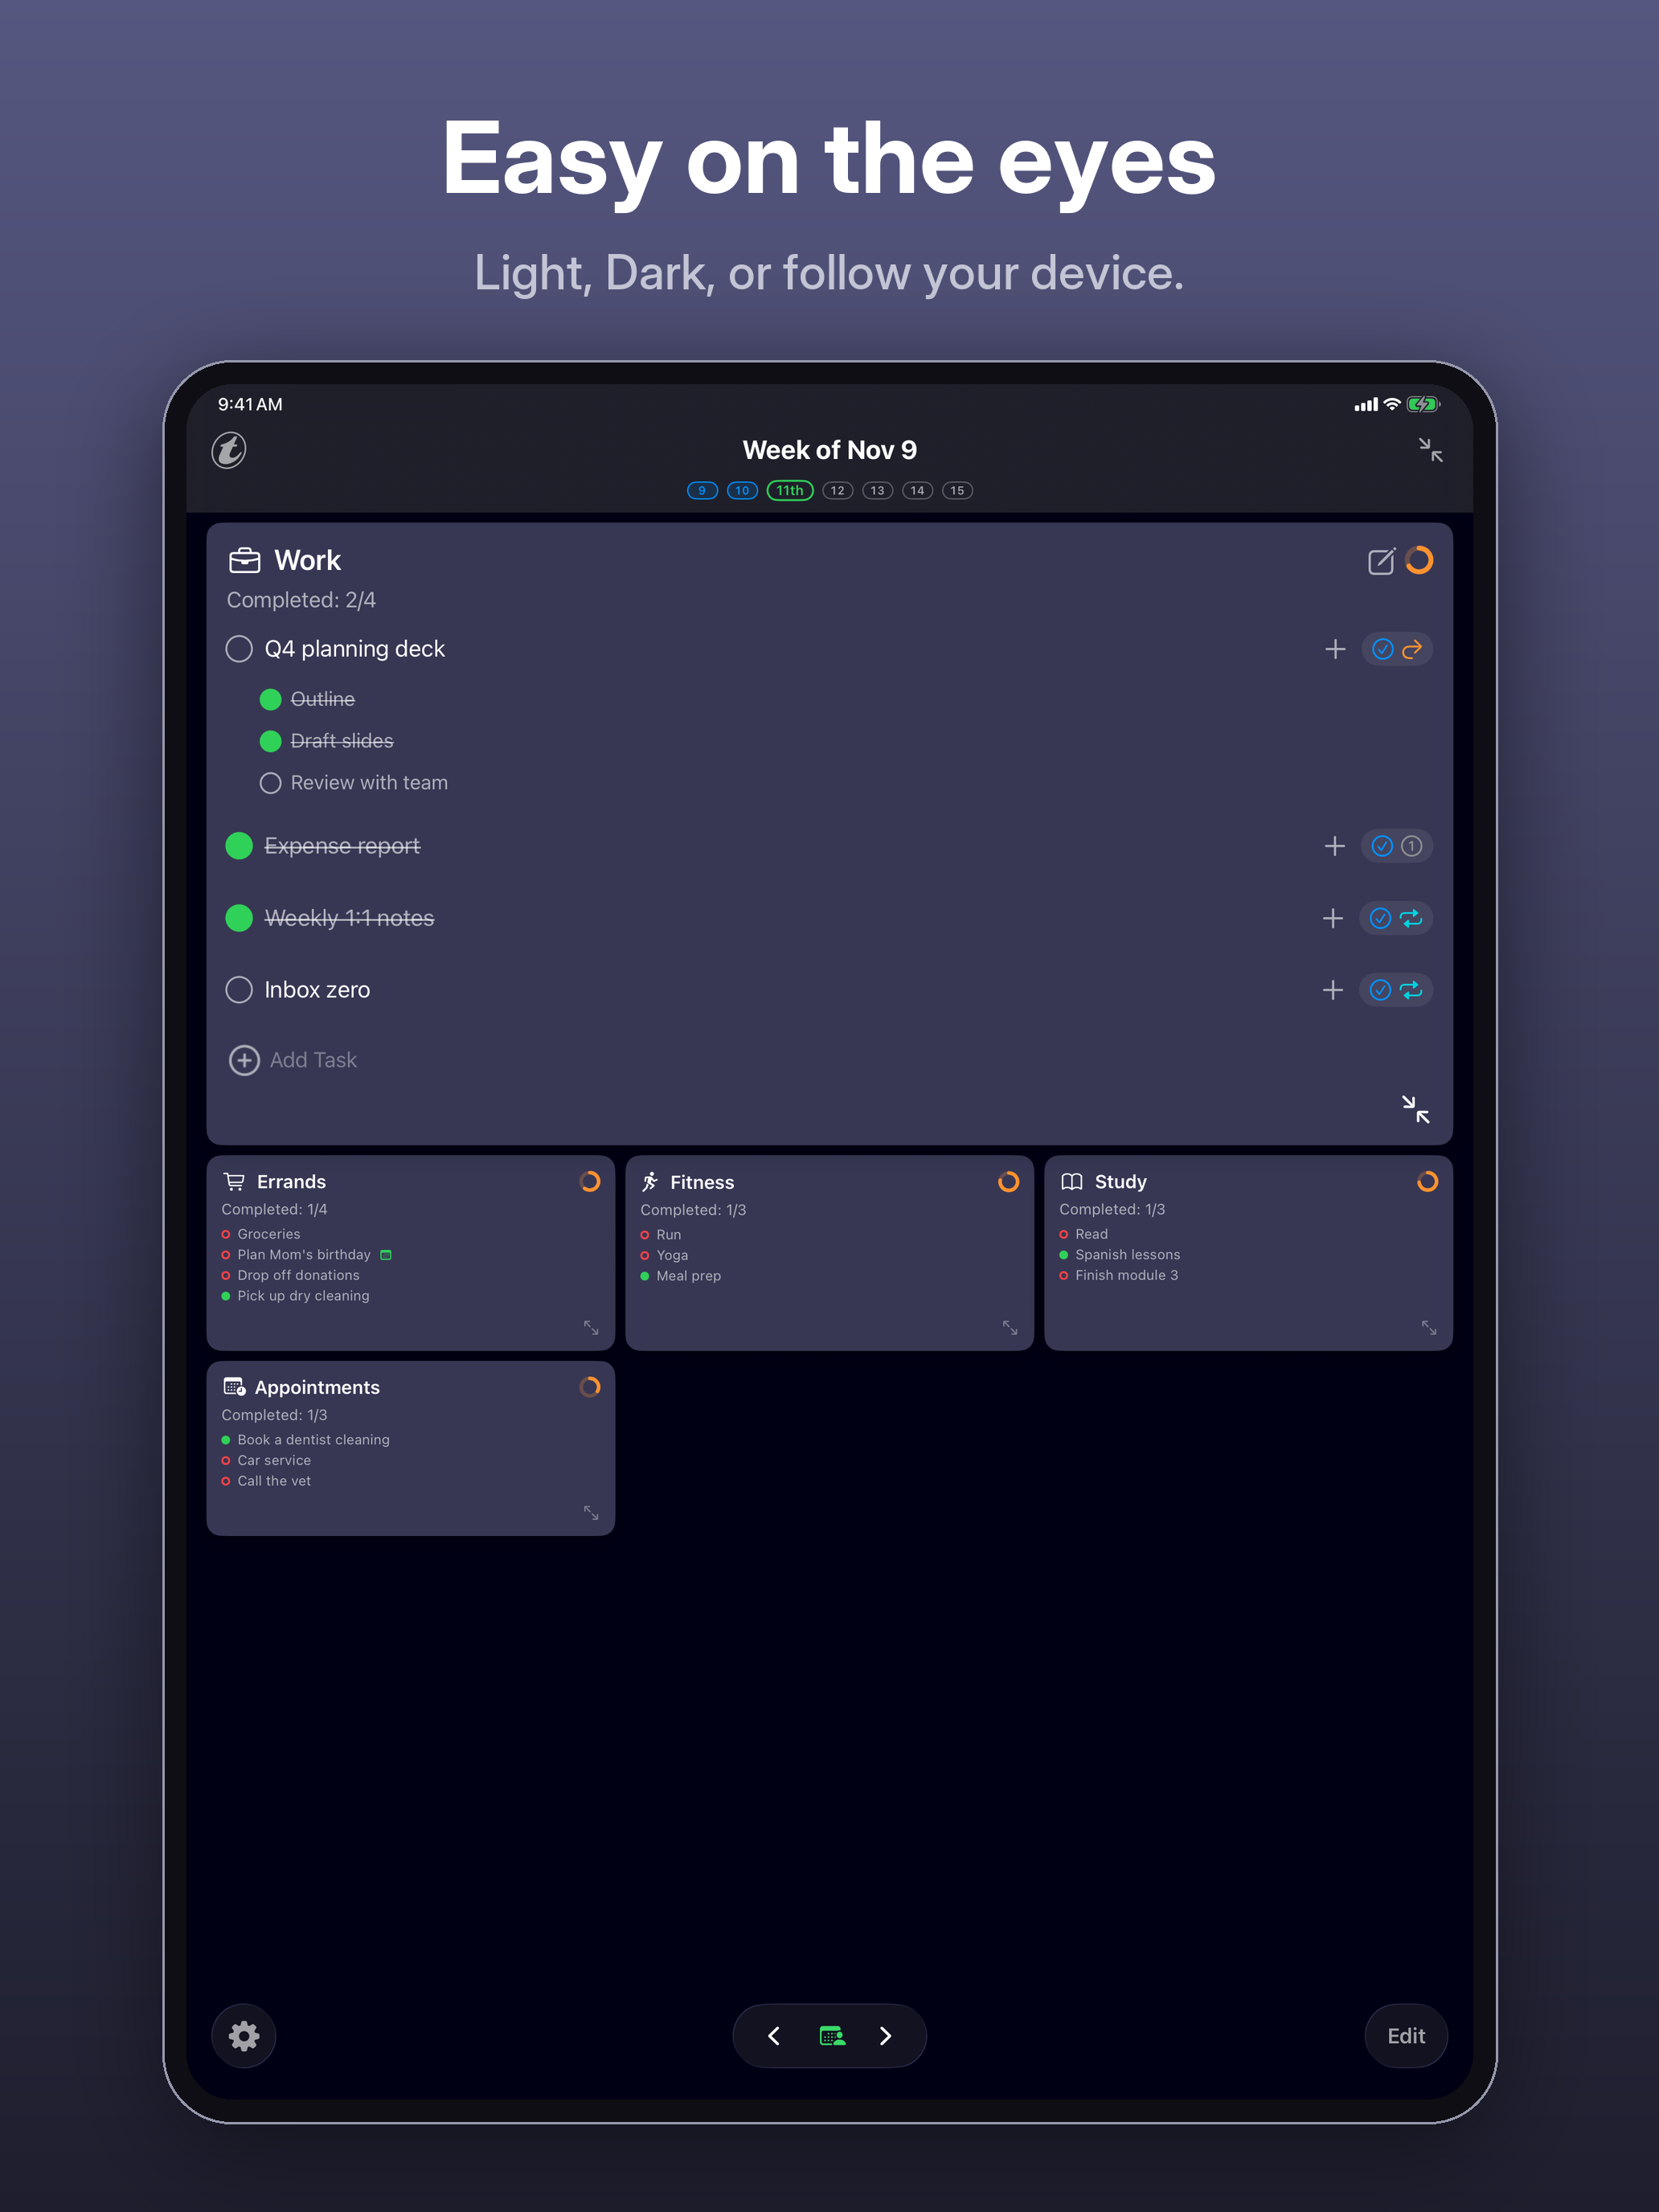 Easy on the eyes
Light, Dark, or follow your device.
9:41 AM
t
Week of Nov 9
9 10 11th 12 13 14 15
Work
Completed: 2/4
Q4 planning deck
Outline
Draft slides
Review with team
Expense report
1
Weekly 1:1 notes
Inbox zero
Add Task
Errands
Completed: 1/4
Groceries
Plan Mom's birthday
Drop off donations
Pick up dry cleaning
Fitness
Completed: 1/3
Run
Yoga
Meal prep
Study
Completed: 1/3
Read
Spanish lessons
Finish module 3
Appointments
Completed: 1/3
Book a dentist cleaning
Car service
Call the vet
Edit